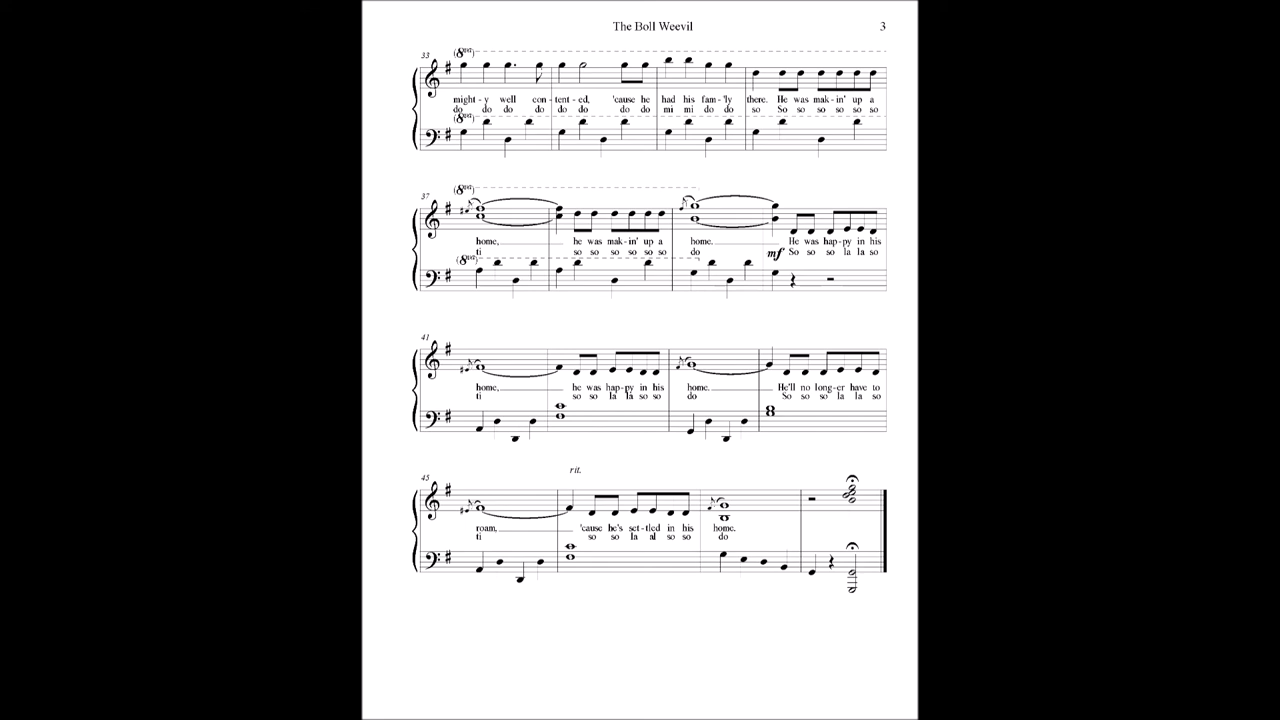 The Boll Weevil 3
33 (8va)
might - y well con - tent - ed, 'cause he had his fam - 'ly there. He was mak - in' up a
do do do do do do do do mi mi do do so So so so so so so
(8va)
37 (8va)
home, he was mak - in' up a home. He was hap - py in his
ti so so so so so so do mf So so so la la so
(8va)
41
home, he was hap - py in his home. He'll no long - er have to
ti so so la la so so do So so so la la so
45 rit.
roam, 'cause he's set - tled in his home.
ti so so la al so so do